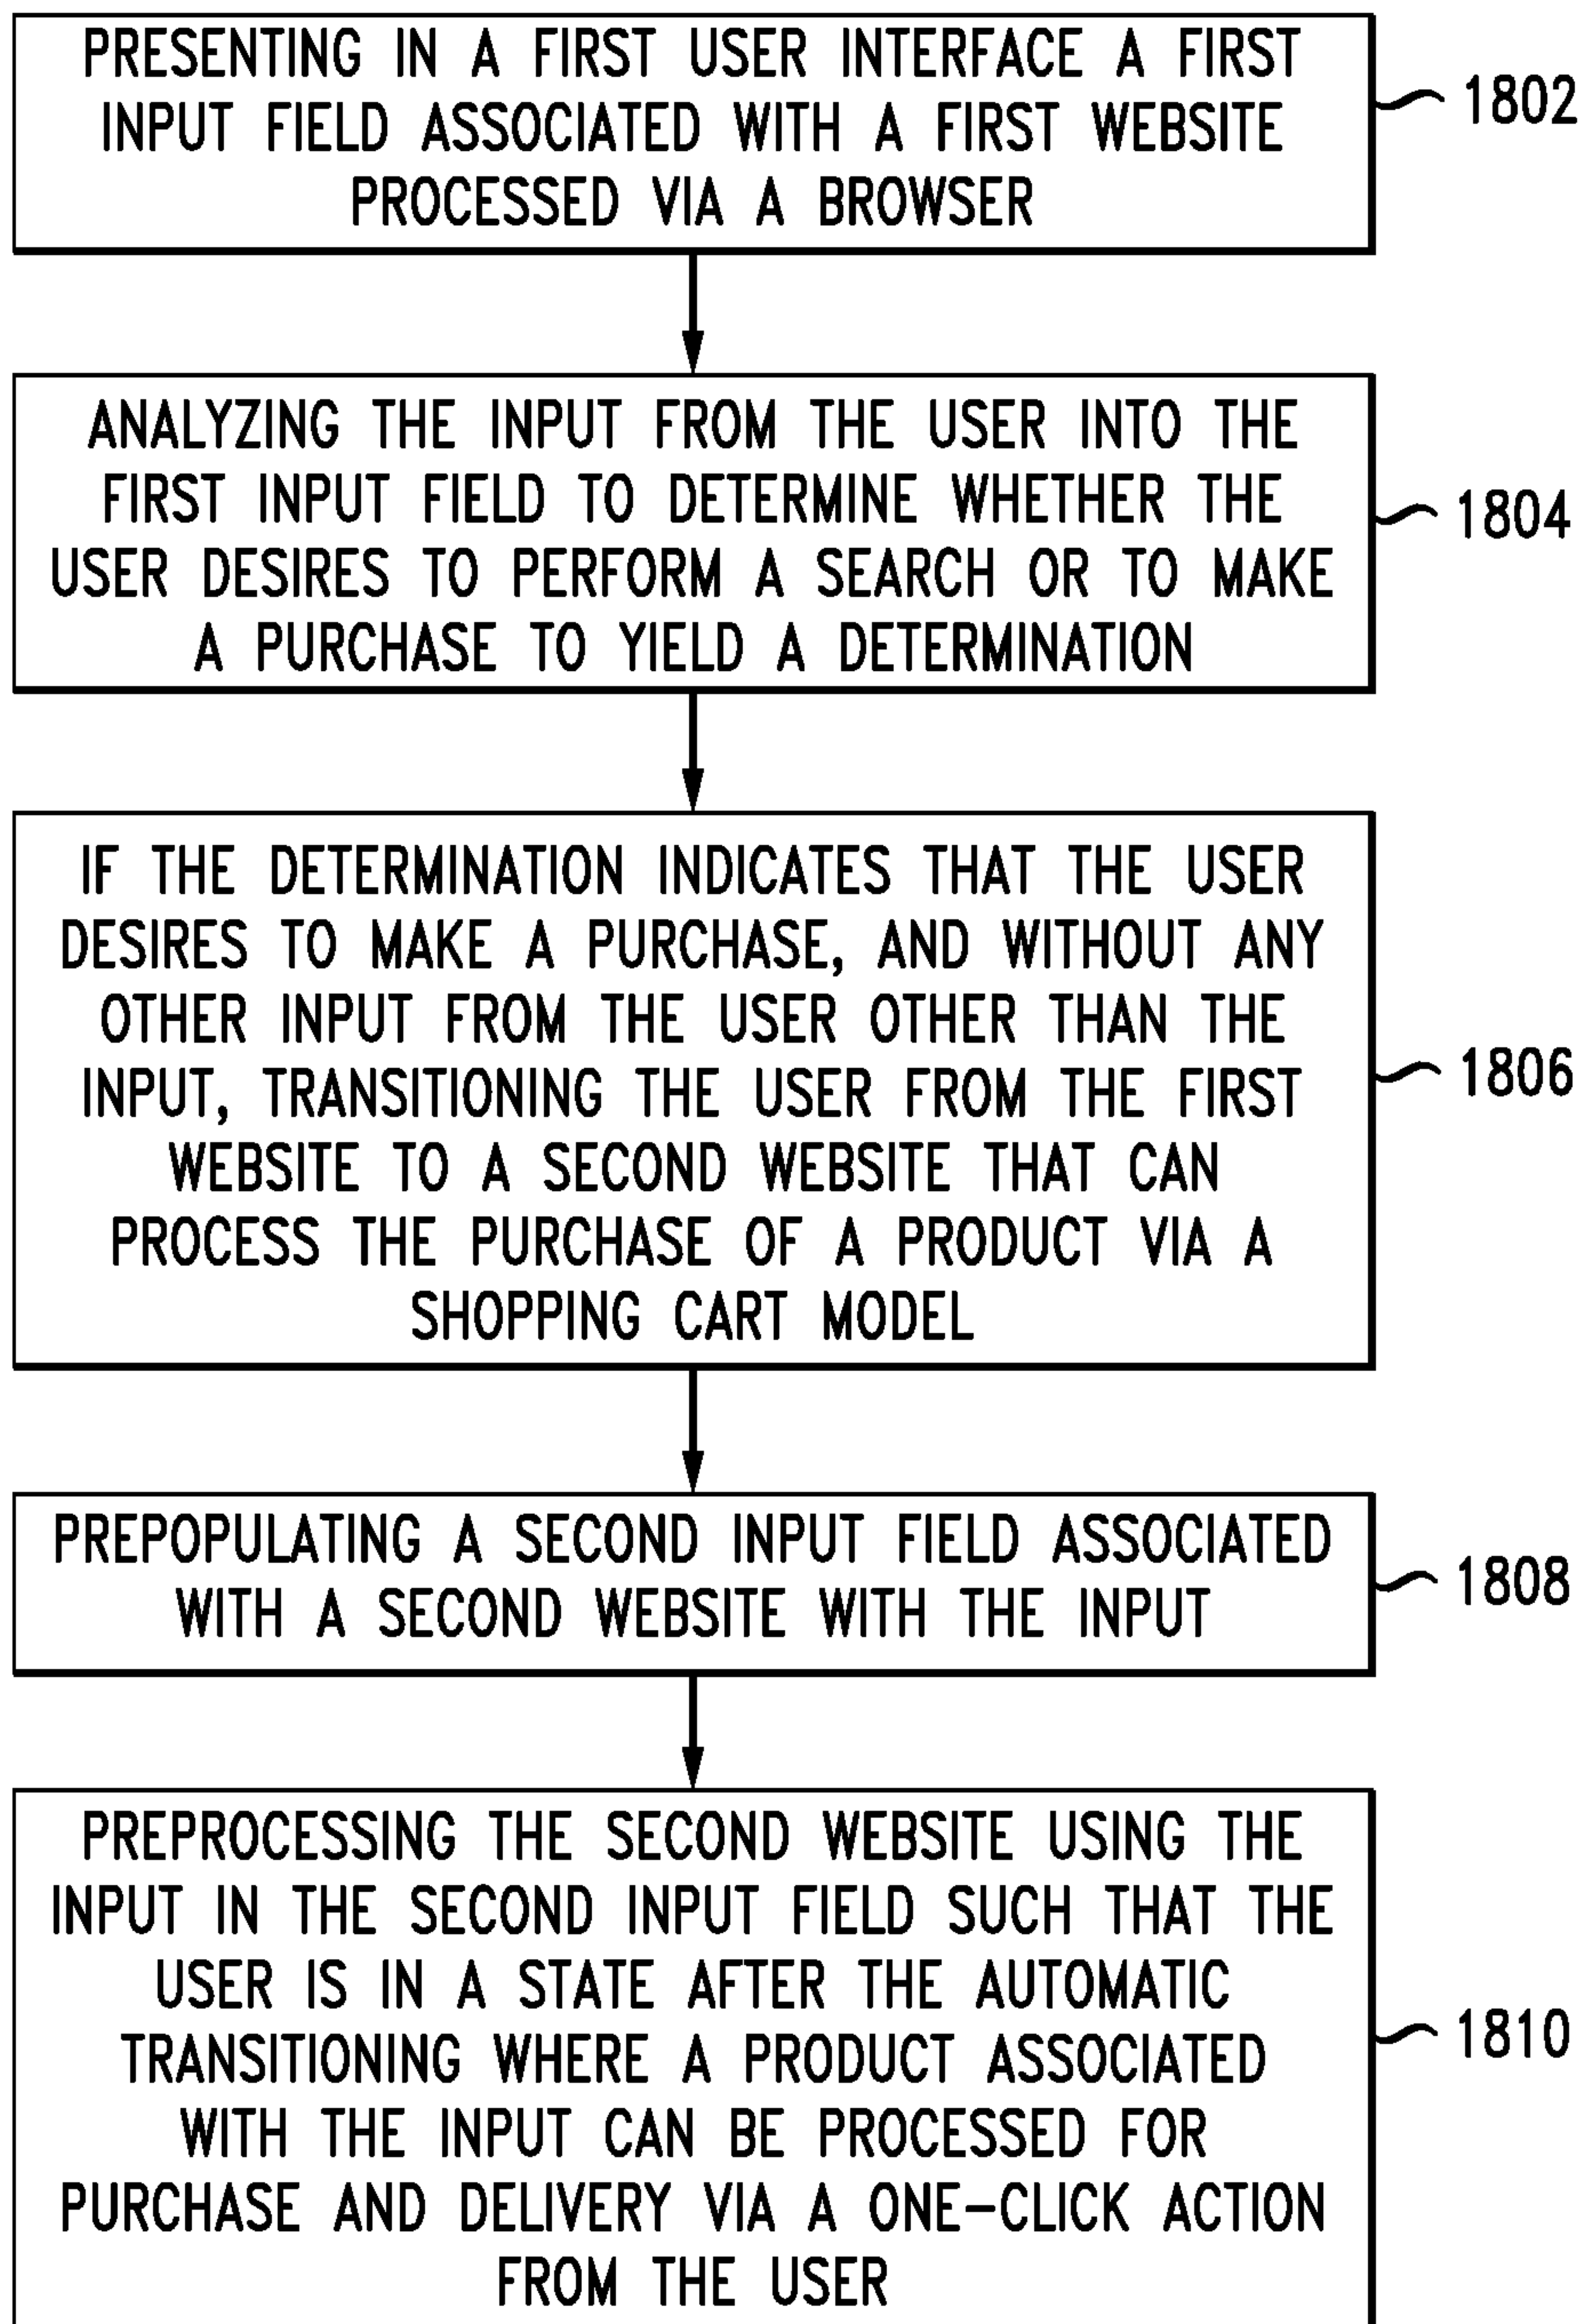 PRESENTING IN A FIRST USER INTERFACE A FIRST
INPUT FIELD ASSOCIATED WITH A FIRST WEBSITE
PROCESSED VIA A BROWSER
1802
ANALYZING THE INPUT FROM THE USER INTO THE
FIRST INPUT FIELD TO DETERMINE WHETHER THE
USER DESIRES TO PERFORM A SEARCH OR TO MAKE
A PURCHASE TO YIELD A DETERMINATION
1804
IF THE DETERMINATION INDICATES THAT THE USER
DESIRES TO MAKE A PURCHASE, AND WITHOUT ANY
OTHER INPUT FROM THE USER OTHER THAN THE
INPUT, TRANSITIONING THE USER FROM THE FIRST
WEBSITE TO A SECOND WEBSITE THAT CAN
PROCESS THE PURCHASE OF A PRODUCT VIA A
SHOPPING CART MODEL
1806
PREPOPULATING A SECOND INPUT FIELD ASSOCIATED
WITH A SECOND WEBSITE WITH THE INPUT
1808
PREPROCESSING THE SECOND WEBSITE USING THE
INPUT IN THE SECOND INPUT FIELD SUCH THAT THE
USER IS IN A STATE AFTER THE AUTOMATIC
TRANSITIONING WHERE A PRODUCT ASSOCIATED
WITH THE INPUT CAN BE PROCESSED FOR
PURCHASE AND DELIVERY VIA A ONE-CLICK ACTION
FROM THE USER
1810